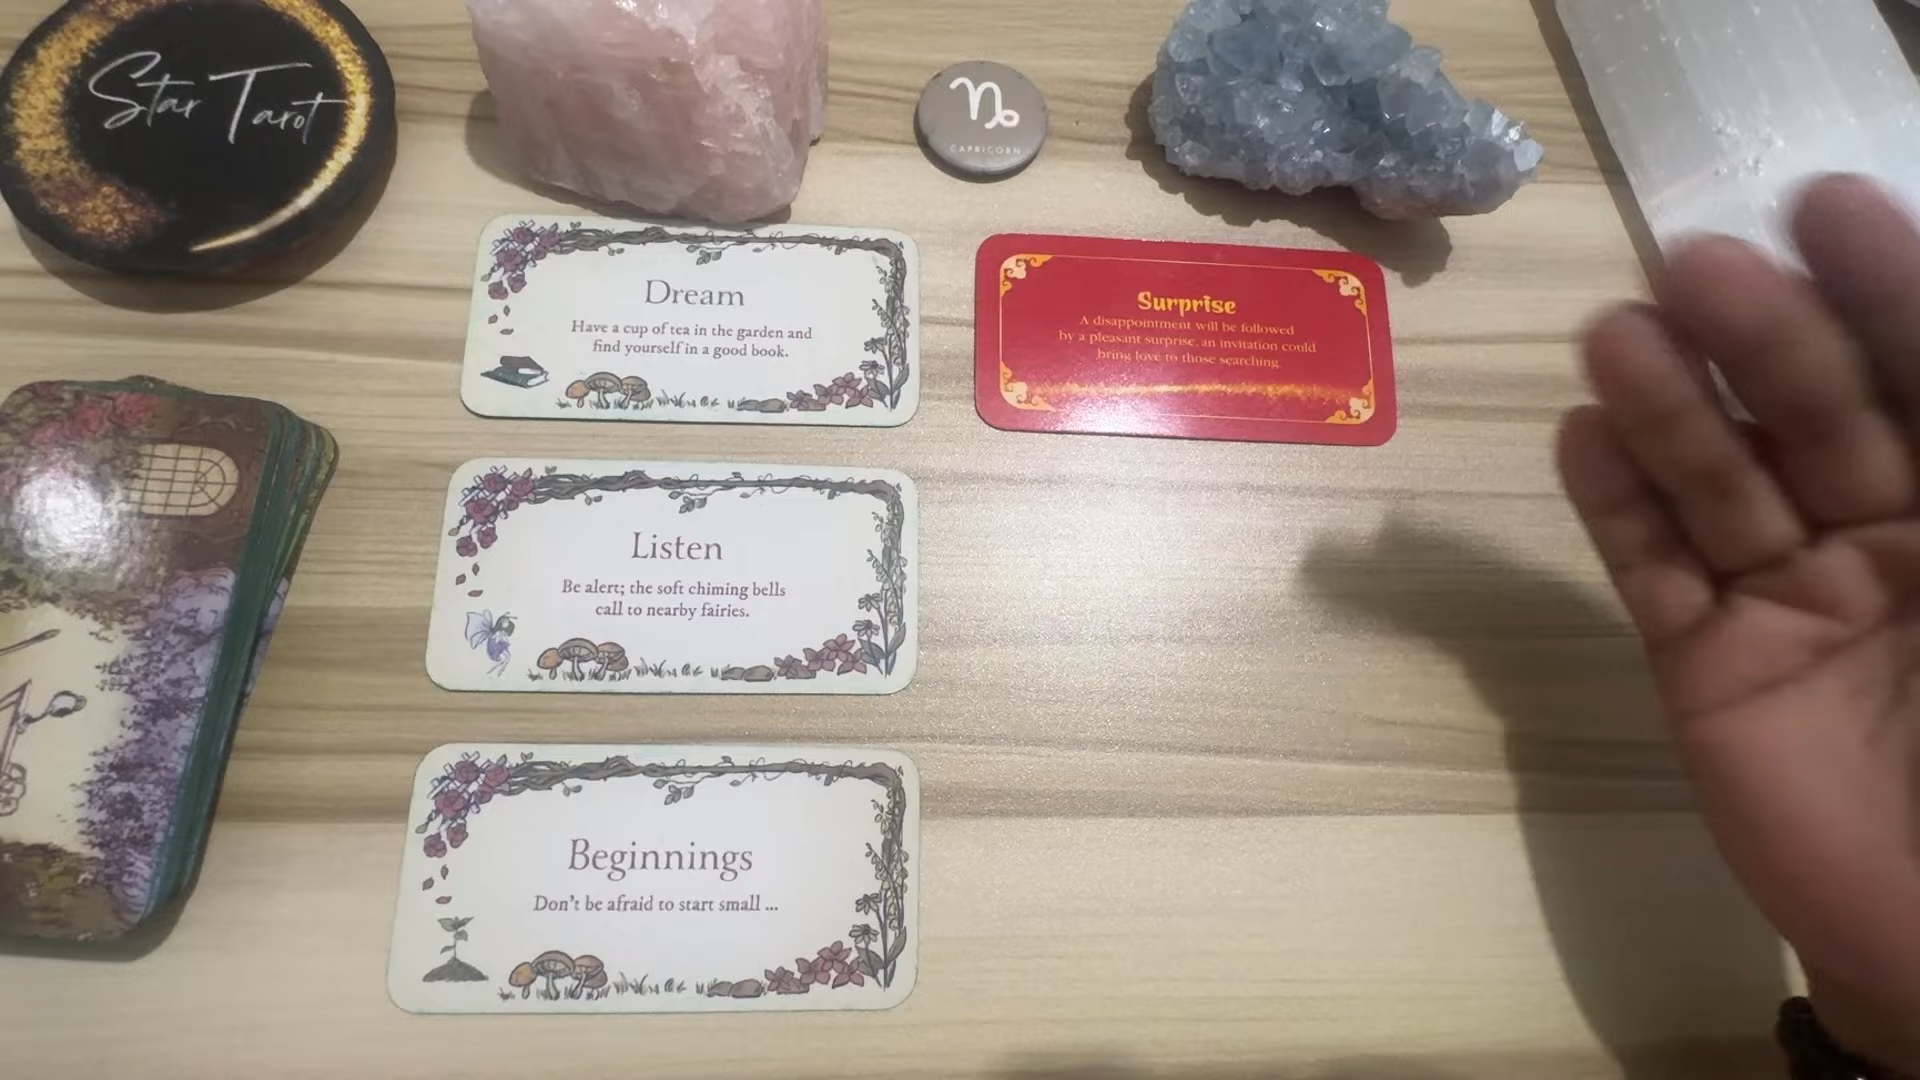 Star Tarot
CAPRICORN
Dream
Have a cup of tea in the garden and
find yourself in a good book.
Surprise
A disappointment will be followed
by a pleasant surprise, an invitation could
bring love to those searching.
Listen
Be alert; the soft chiming bells
call to nearby fairies.
Beginnings
Don't be afraid to start small ...